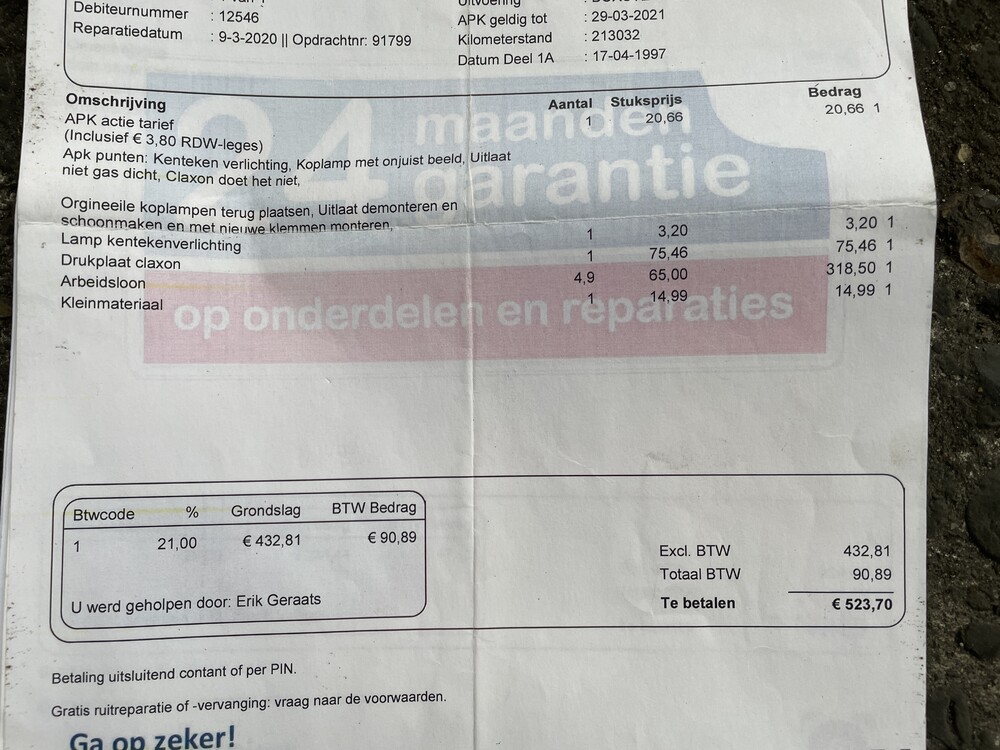 Debiteurnummer : 12546
Reparatiedatum : 9-3-2020 || Opdrachtnr: 91799
Uitvoering
APK geldig tot : 29-03-2021
Kilometerstand : 213032
Datum Deel 1A : 17-04-1997
24 maanden garantie
op onderdelen en reparaties
Omschrijving Aantal Stuksprijs Bedrag
APK actie tarief 1 20,66 20,66 1
(Inclusief € 3,80 RDW-leges)
Apk punten: Kenteken verlichting, Koplamp met onjuist beeld, Uitlaat
niet gas dicht, Claxon doet het niet,
Orgineeile koplampen terug plaatsen, Uitlaat demonteren en
schoonmaken en met nieuwe klemmen monteren,
Lamp kentekenverlichting 1 3,20 3,20 1
Drukplaat claxon 1 75,46 75,46 1
Arbeidsloon 4,9 65,00 318,50 1
Kleinmateriaal 1 14,99 14,99 1
Btwcode % Grondslag BTW Bedrag
1 21,00 € 432,81 € 90,89
U werd geholpen door: Erik Geraats
Excl. BTW 432,81
Totaal BTW 90,89
Te betalen € 523,70
Betaling uitsluitend contant of per PIN.
Gratis ruitreparatie of -vervanging: vraag naar de voorwaarden.
Ga op zeker!